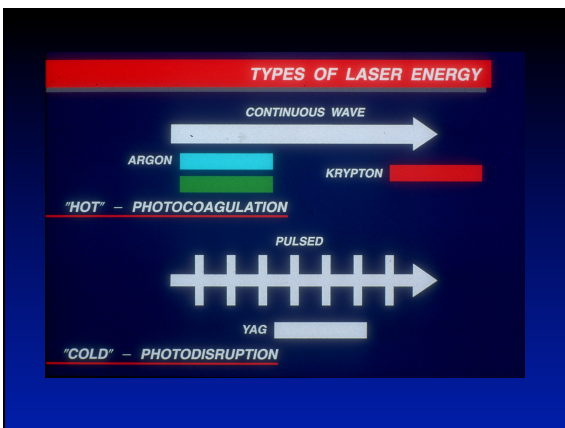 TYPES OF LASER ENERGY
CONTINUOUS WAVE
ARGON
KRYPTON
"HOT" – PHOTOCOAGULATION
PULSED
YAG
"COLD" – PHOTODISRUPTION